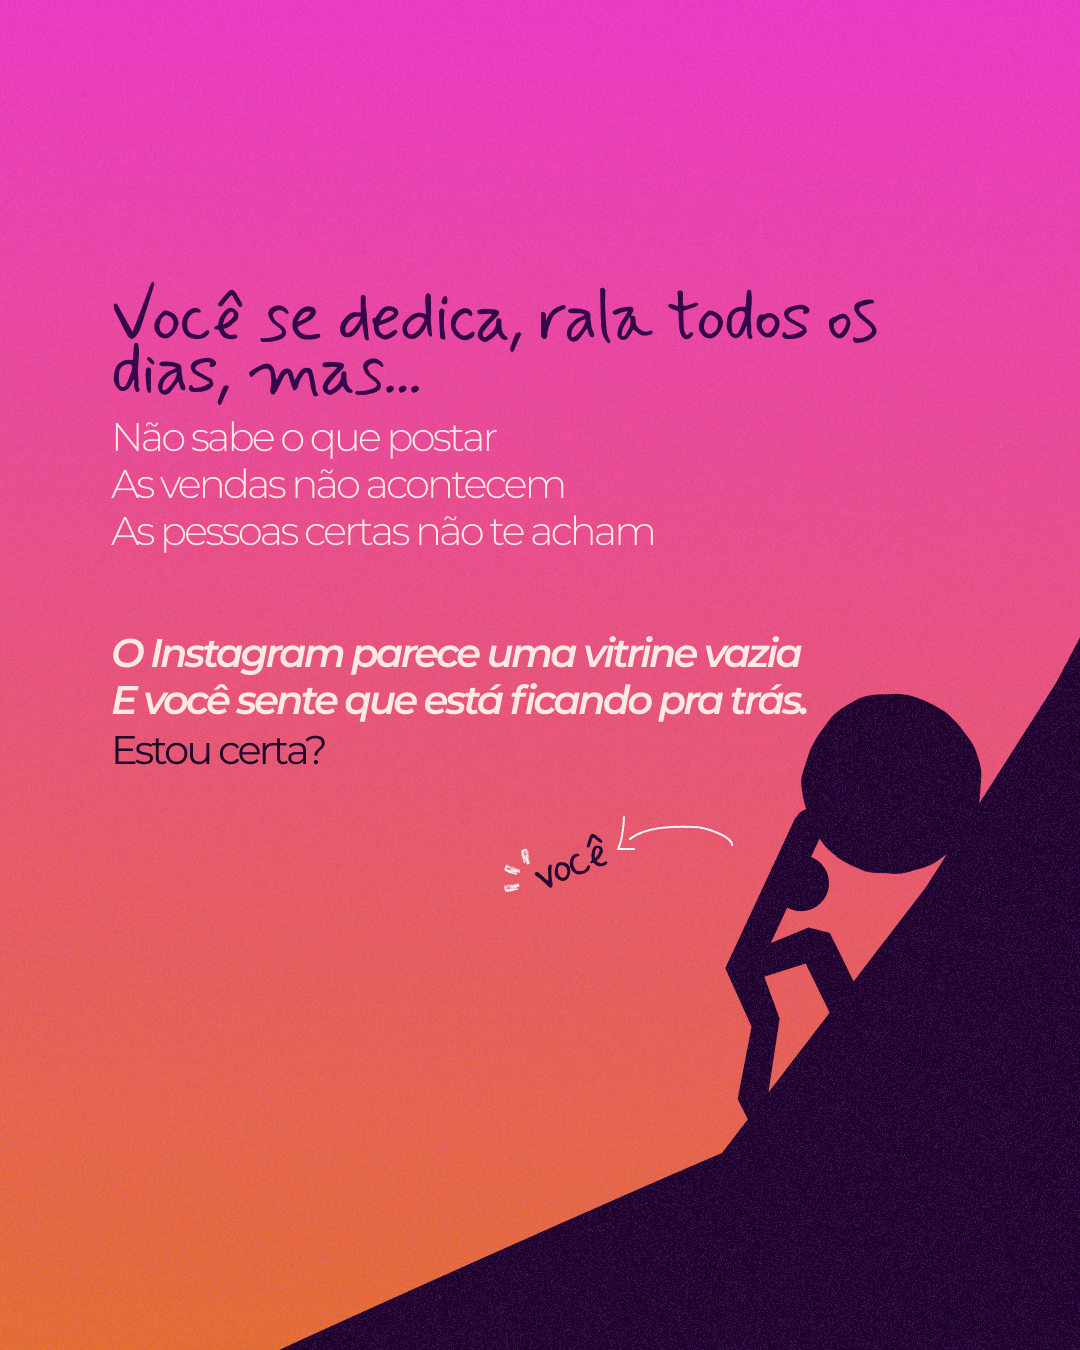 Você se dedica, rala todos os
dias, mas...
Não sabe o que postar
As vendas não acontecem
As pessoas certas não te acham
O Instagram parece uma vitrine vazia
E você sente que está ficando pra trás.
Estou certa?
você